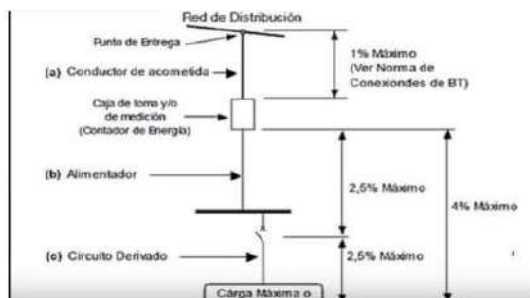 Red de Distribución
Punto de Entrega
1% Máximo
(Ver Norma de
Conexiondes de BT)
(a) Conductor de acometida
Caja de toma y/o
de medición
(Contador de Energía)
2,5% Máximo
4% Máximo
(b) Alimentador
(c) Circuito Derivado
2,5% Máximo
Cárga Máxima o